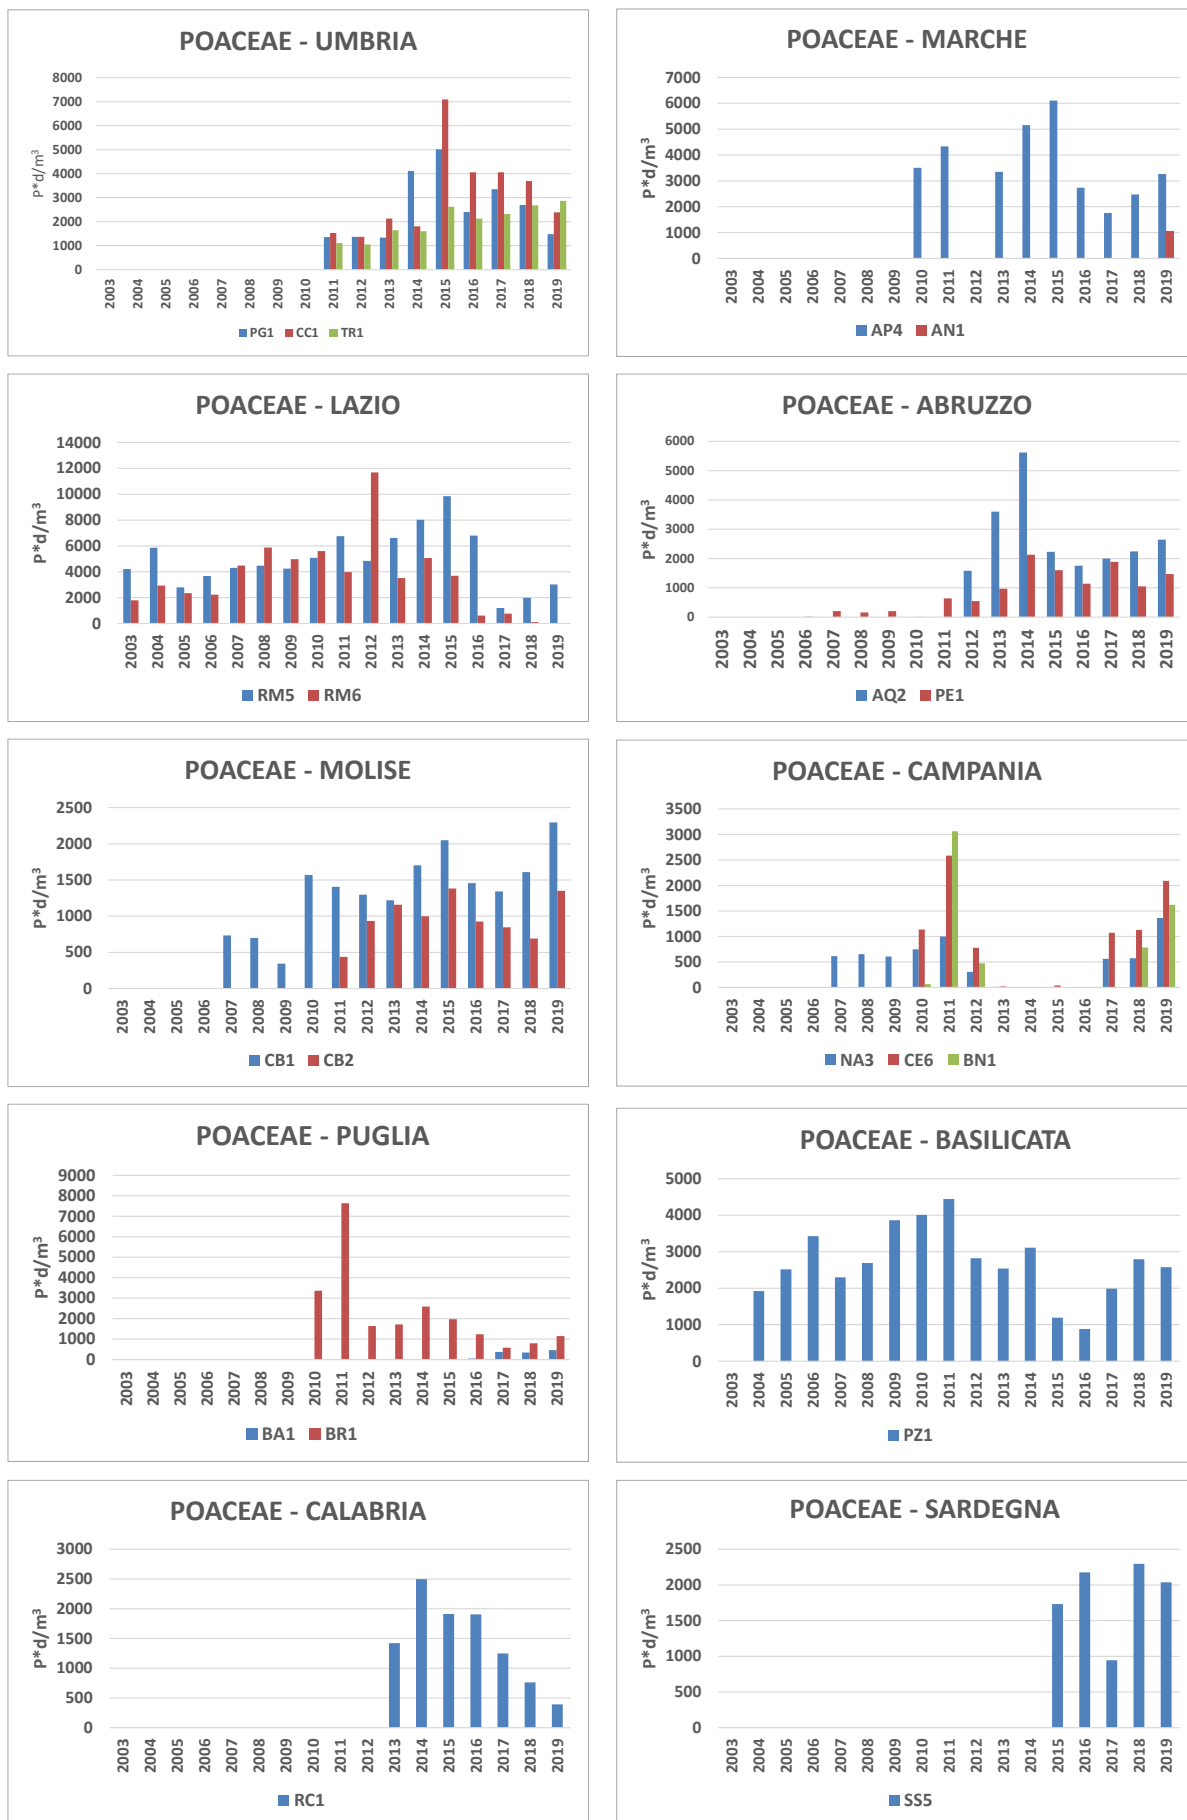 POACEAE - UMBRIA
P*d/m³
8000
7000
6000
5000
4000
3000
2000
1000
0
2003 2004 2005 2006 2007 2008 2009 2010 2011 2012 2013 2014 2015 2016 2017 2018 2019
PG1 CC1 TR1
POACEAE - MARCHE
P*d/m³
7000
6000
5000
4000
3000
2000
1000
0
2003 2004 2005 2006 2007 2008 2009 2010 2011 2012 2013 2014 2015 2016 2017 2018 2019
AP4 AN1
POACEAE - LAZIO
P*d/m³
14000
12000
10000
8000
6000
4000
2000
0
2003 2004 2005 2006 2007 2008 2009 2010 2011 2012 2013 2014 2015 2016 2017 2018 2019
RM5 RM6
POACEAE - ABRUZZO
P*d/m³
6000
5000
4000
3000
2000
1000
0
2003 2004 2005 2006 2007 2008 2009 2010 2011 2012 2013 2014 2015 2016 2017 2018 2019
AQ2 PE1
POACEAE - MOLISE
P*d/m³
2500
2000
1500
1000
500
0
2003 2004 2005 2006 2007 2008 2009 2010 2011 2012 2013 2014 2015 2016 2017 2018 2019
CB1 CB2
POACEAE - CAMPANIA
P*d/m³
3500
3000
2500
2000
1500
1000
500
0
2003 2004 2005 2006 2007 2008 2009 2010 2011 2012 2013 2014 2015 2016 2017 2018 2019
NA3 CE6 BN1
POACEAE - PUGLIA
P*d/m³
9000
8000
7000
6000
5000
4000
3000
2000
1000
0
2003 2004 2005 2006 2007 2008 2009 2010 2011 2012 2013 2014 2015 2016 2017 2018 2019
BA1 BR1
POACEAE - BASILICATA
P*d/m³
5000
4000
3000
2000
1000
0
2003 2004 2005 2006 2007 2008 2009 2010 2011 2012 2013 2014 2015 2016 2017 2018 2019
PZ1
POACEAE - CALABRIA
P*d/m³
3000
2500
2000
1500
1000
500
0
2003 2004 2005 2006 2007 2008 2009 2010 2011 2012 2013 2014 2015 2016 2017 2018 2019
RC1
POACEAE - SARDEGNA
P*d/m³
2500
2000
1500
1000
500
0
2003 2004 2005 2006 2007 2008 2009 2010 2011 2012 2013 2014 2015 2016 2017 2018 2019
SS5